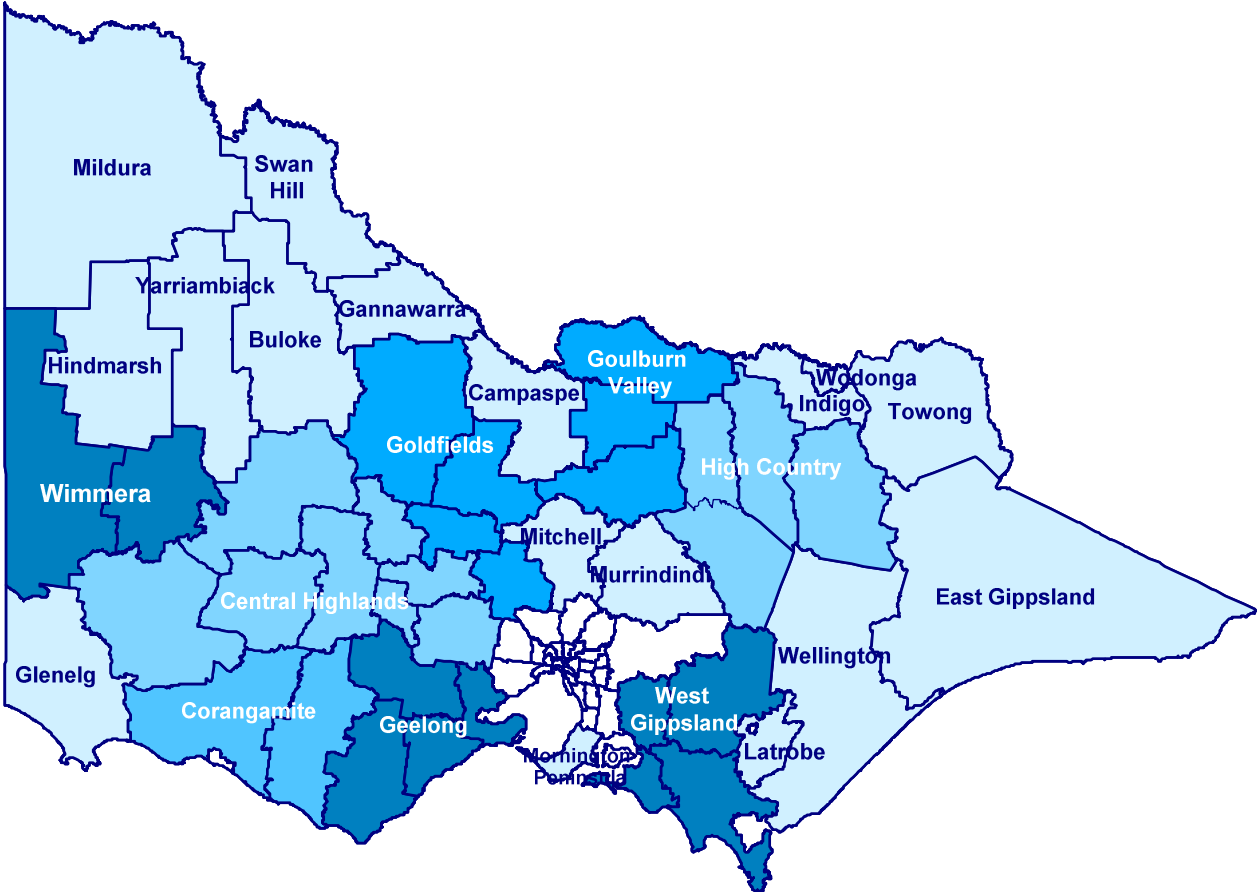 Mildura
Swan
Hill
Yarriambiack
Gannawarra
Buloke
Hindmarsh
Goulburn
Valley
Wodonga
Indigo
Towong
Campaspe
Goldfields
High Country
Wimmera
Mitchell
Murrindindi
East Gippsland
Central Highlands
Wellington
Glenelg
West
Gippsland
Corangamite
Geelong
Latrobe
Mornington
Peninsula